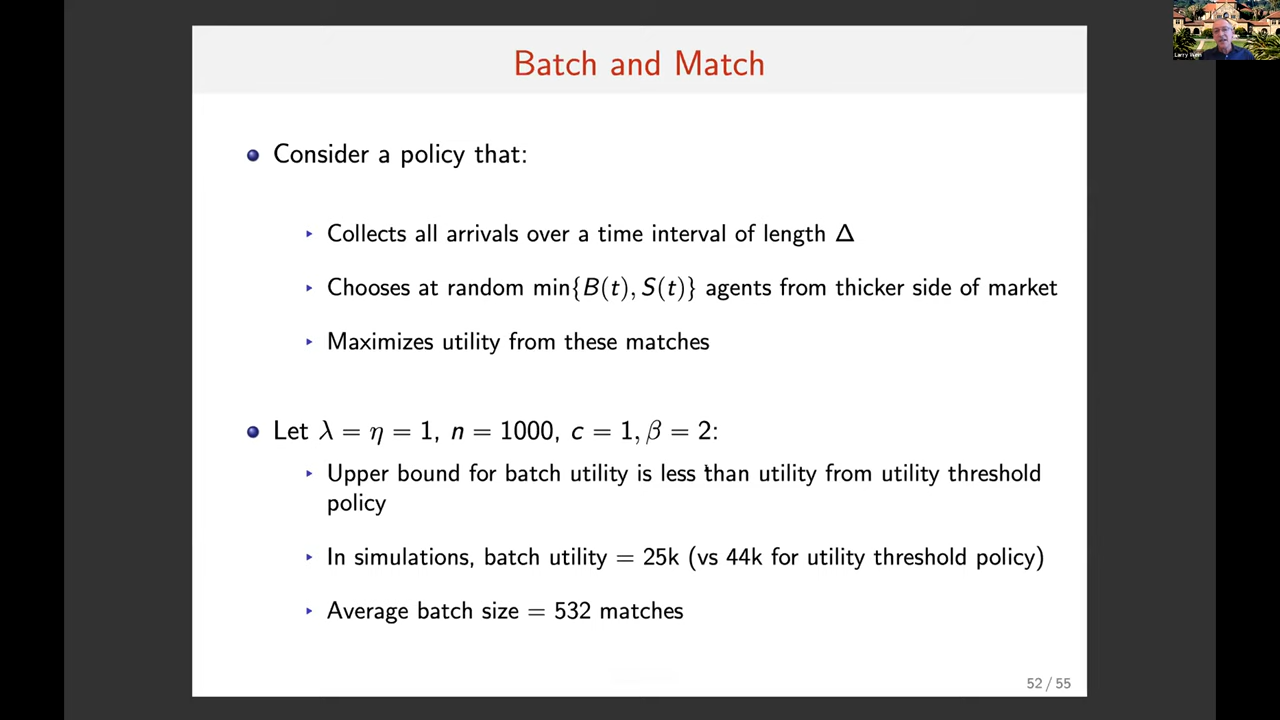 Batch and Match
Consider a policy that:
Collects all arrivals over a time interval of length Δ
Chooses at random min{B(t), S(t)} agents from thicker side of market
Maximizes utility from these matches
Let λ = η = 1, n = 1000, c = 1, β = 2:
Upper bound for batch utility is less than utility from utility threshold
policy
In simulations, batch utility = 25k (vs 44k for utility threshold policy)
Average batch size = 532 matches
52 / 55